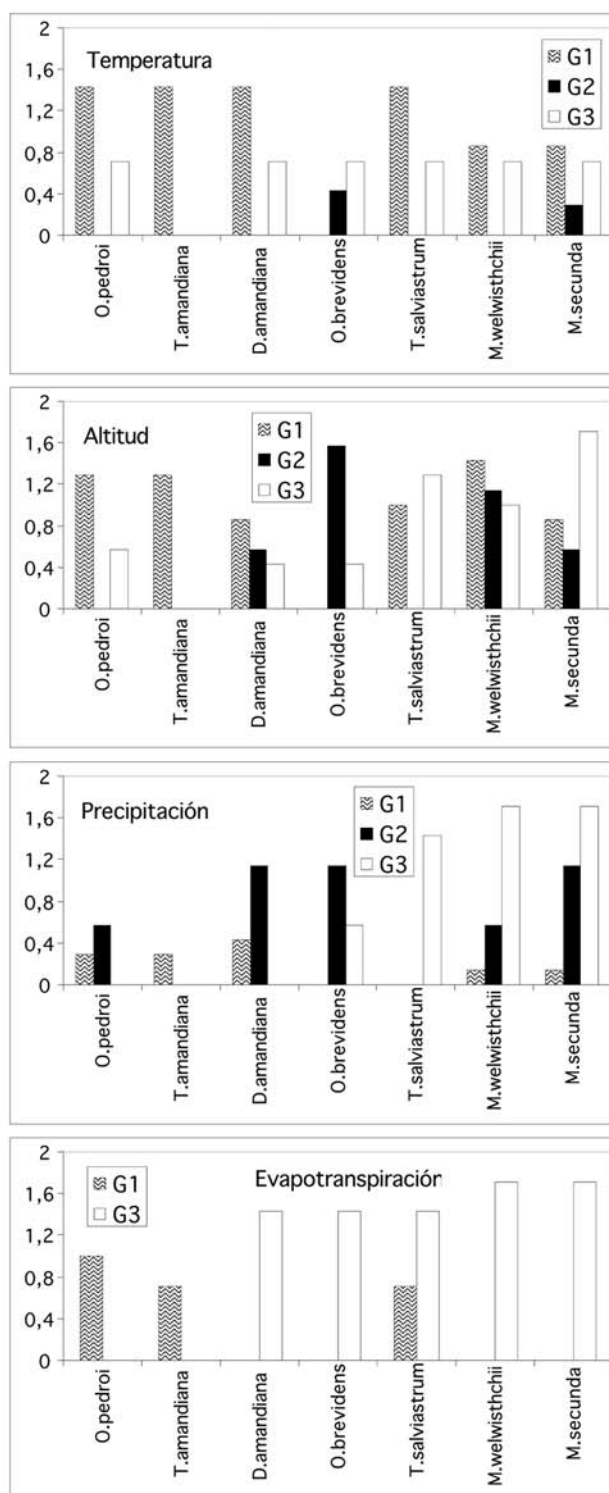 2
Temperatura
G1
1,6
G2
1,2
G3
0,8
0,4
0
O.pedroi
T.amandiana
D.amandiana
O.brevidens
T.salviastrum
M.welwisthchii
M.secunda
2
Altitud
G1
1,6
G2
1,2
G3
0,8
0,4
0
O.pedroi
T.amandiana
D.amandiana
O.brevidens
T.salviastrum
M.welwisthchii
M.secunda
2
Precipitación
G1
1,6
G2
1,2
G3
0,8
0,4
0
O.pedroi
T.amandiana
D.amandiana
O.brevidens
T.salviastrum
M.welwisthchii
M.secunda
2
G1
Evapotranspiración
1,6
G3
1,2
0,8
0,4
0
O.pedroi
T.amandiana
D.amandiana
O.brevidens
T.salviastrum
M.welwisthchii
M.secunda